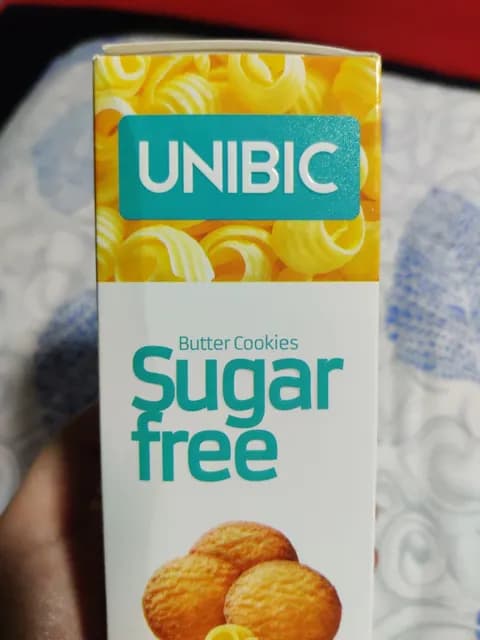 UNIBIC
Butter Cookies
Sugar
free